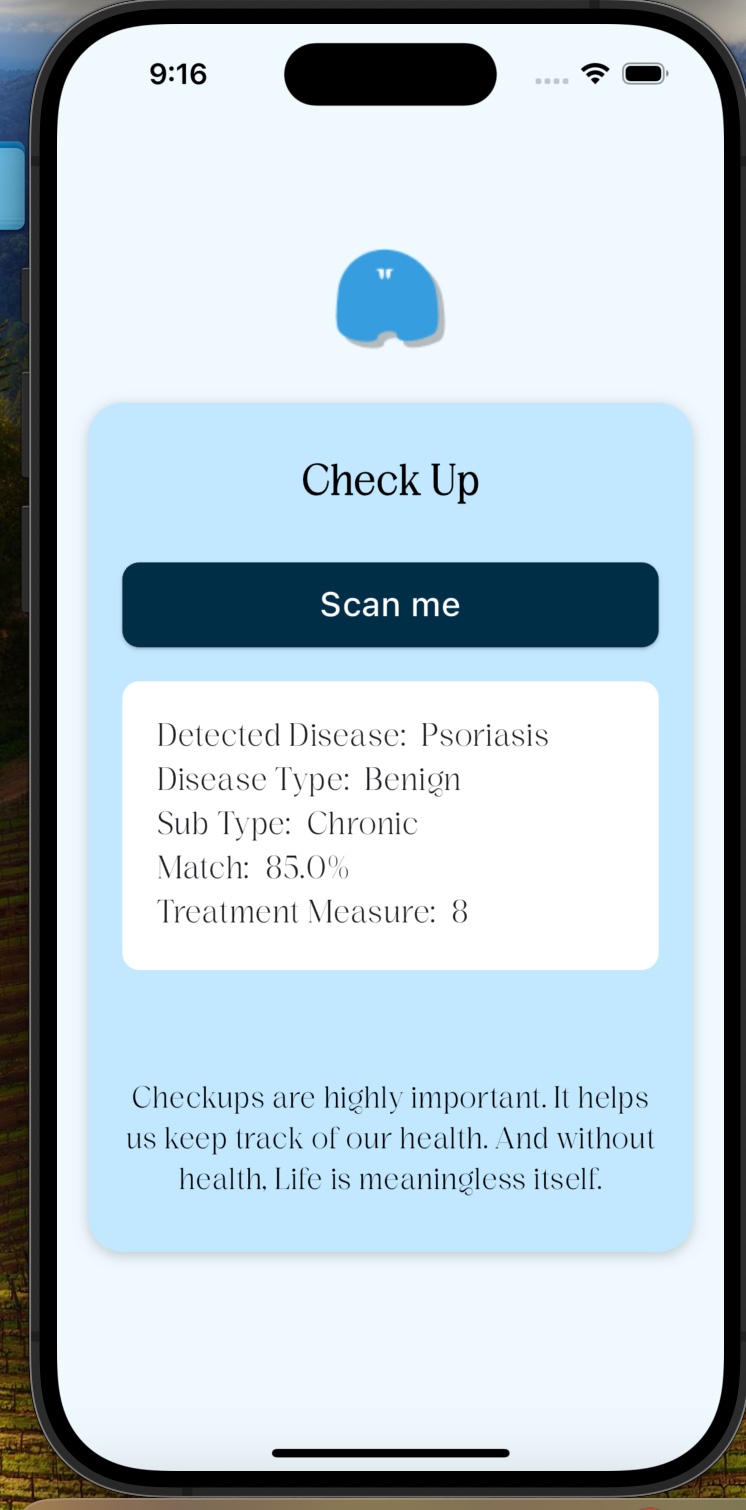 9:16
Check Up
Scan me
Detected Disease: Psoriasis
Disease Type: Benign
Sub Type: Chronic
Match: 85.0%
Treatment Measure: 8
Checkups are highly important. It helps
us keep track of our health. And without
health, Life is meaningless itself.